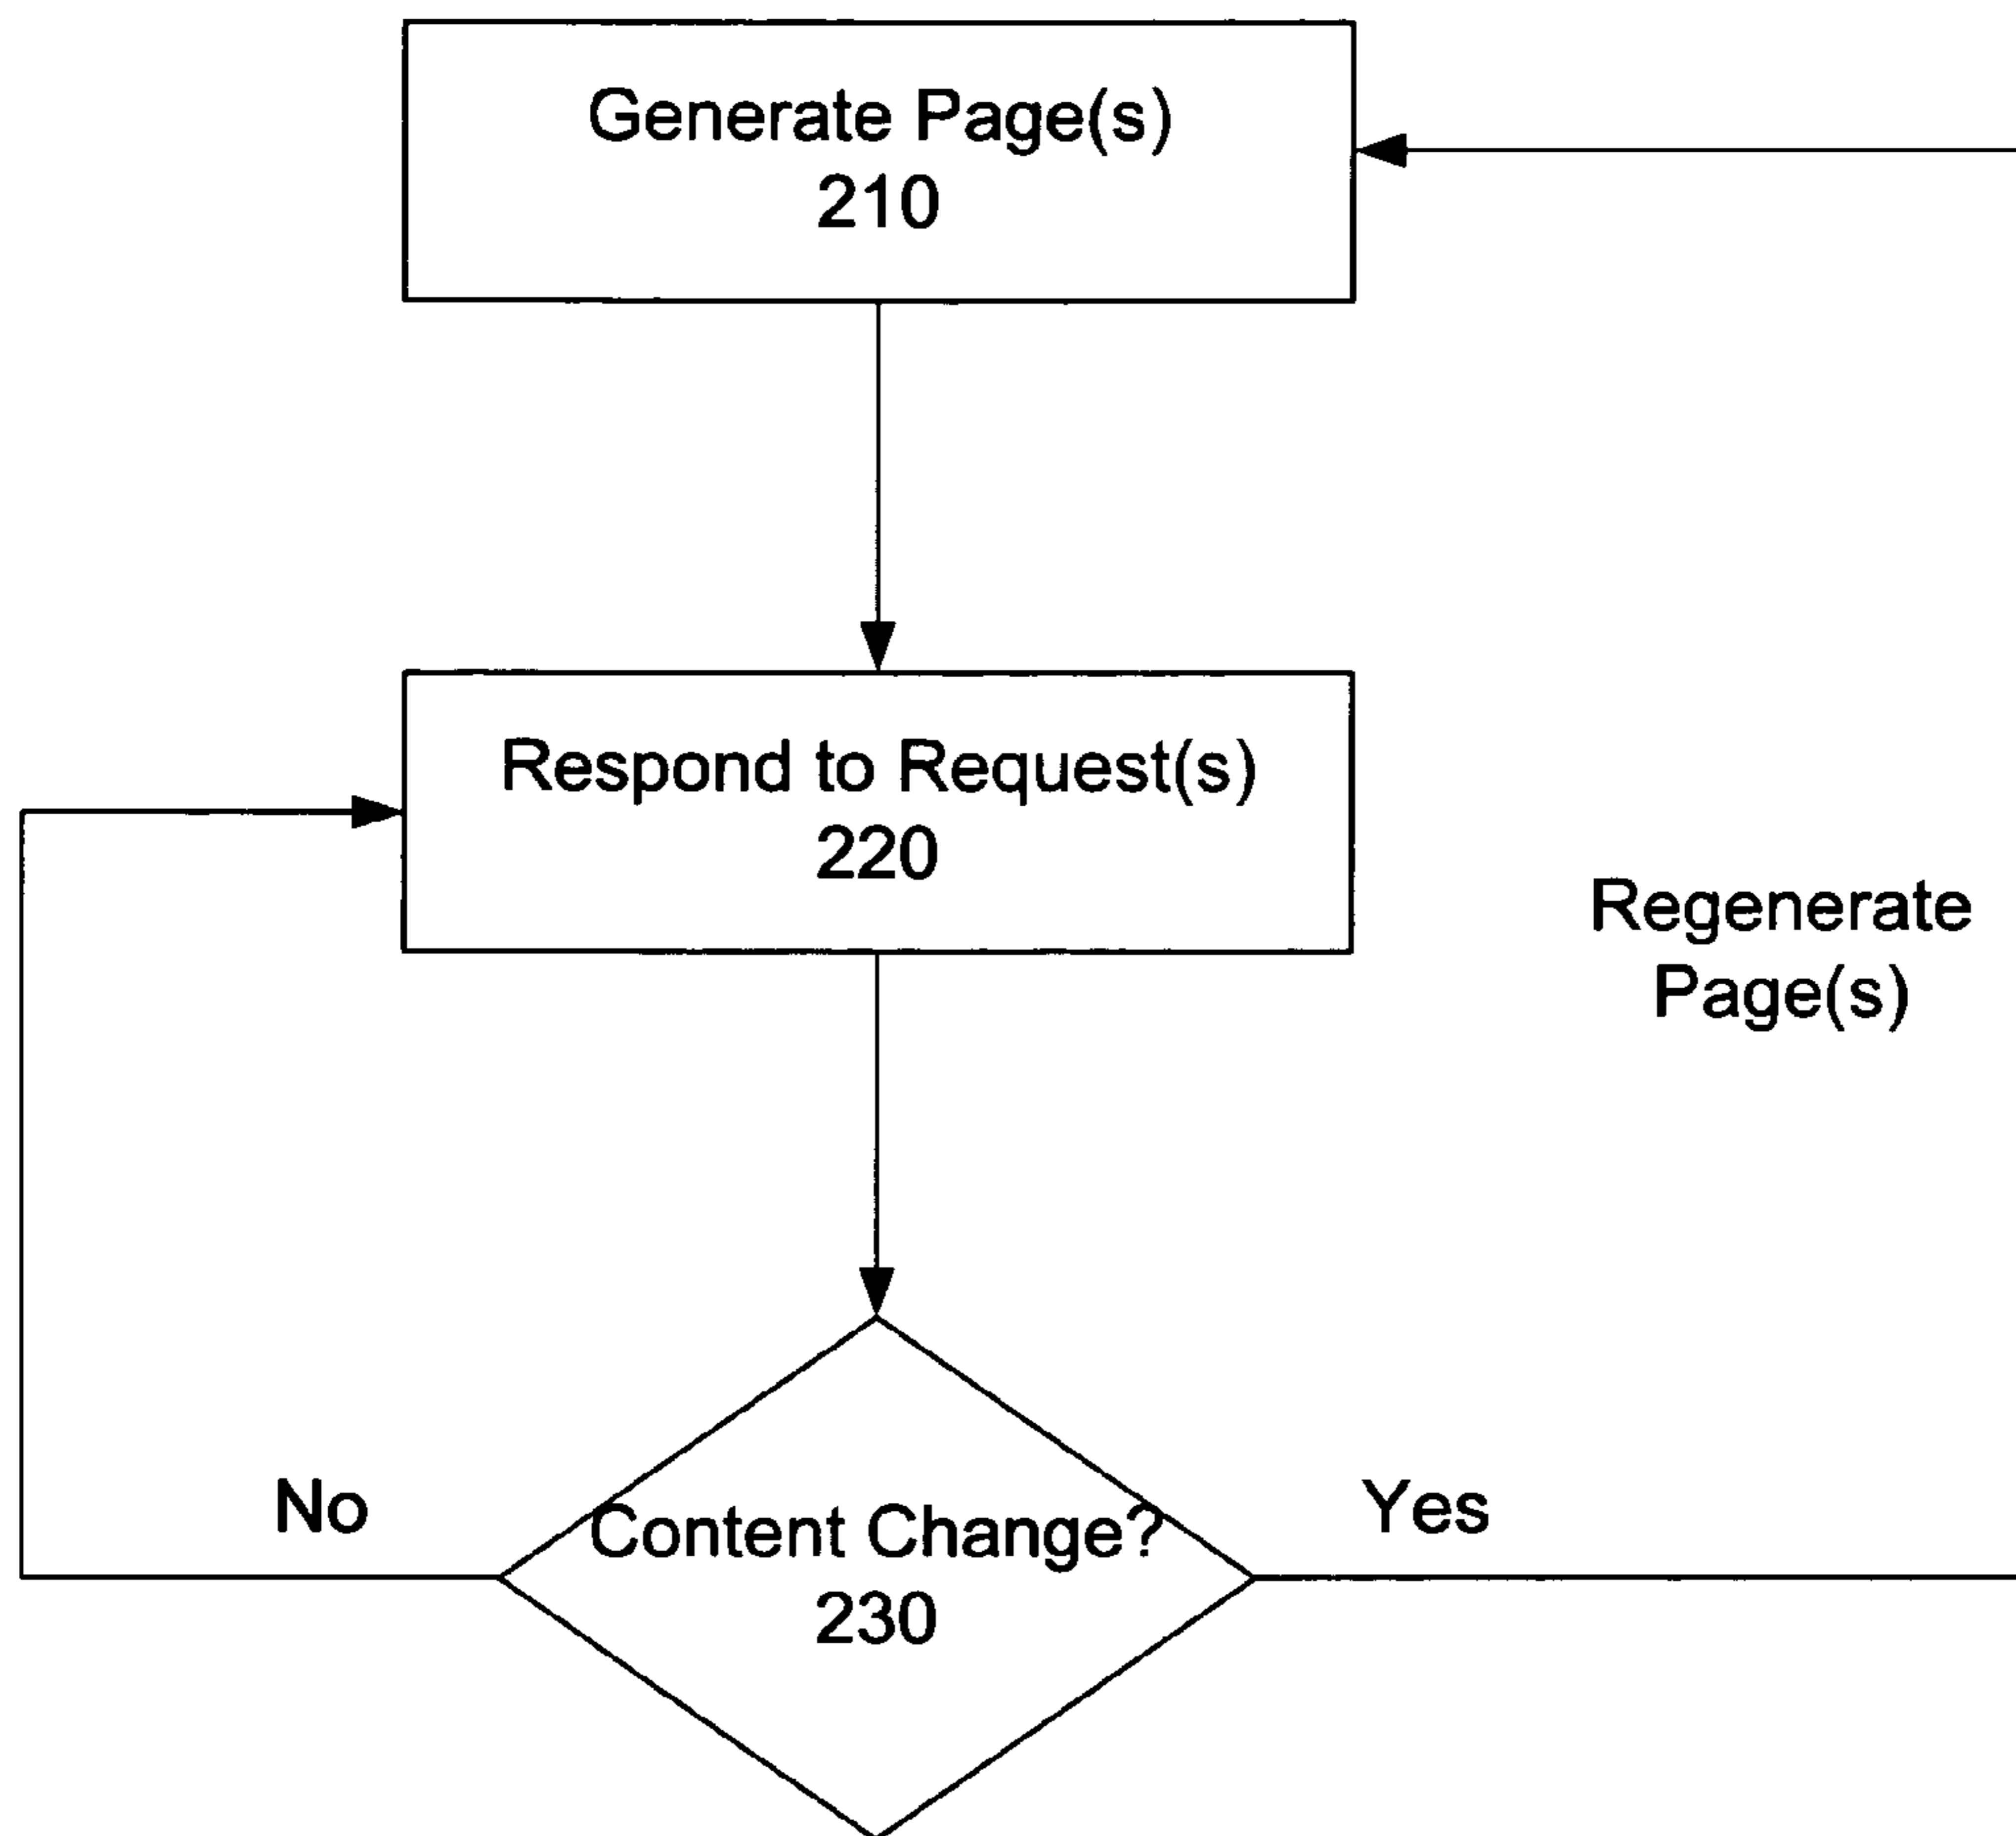 Generate Page(s)
210
Respond to Request(s)
220
Regenerate
Page(s)
No
Content Change?
230
Yes